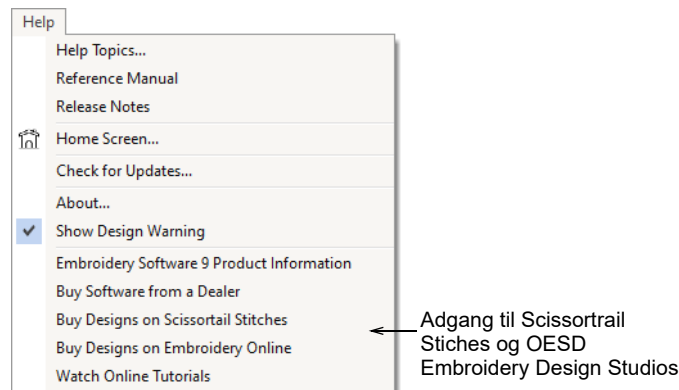 Help
Help Topics...
Reference Manual
Release Notes
Home Screen...
Check for Updates...
About...
Show Design Warning
Embroidery Software 9 Product Information
Buy Software from a Dealer
Buy Designs on Scissortail Stitches
Buy Designs on Embroidery Online
Watch Online Tutorials
Adgang til Scissortrail
Stiches og OESD
Embroidery Design Studios